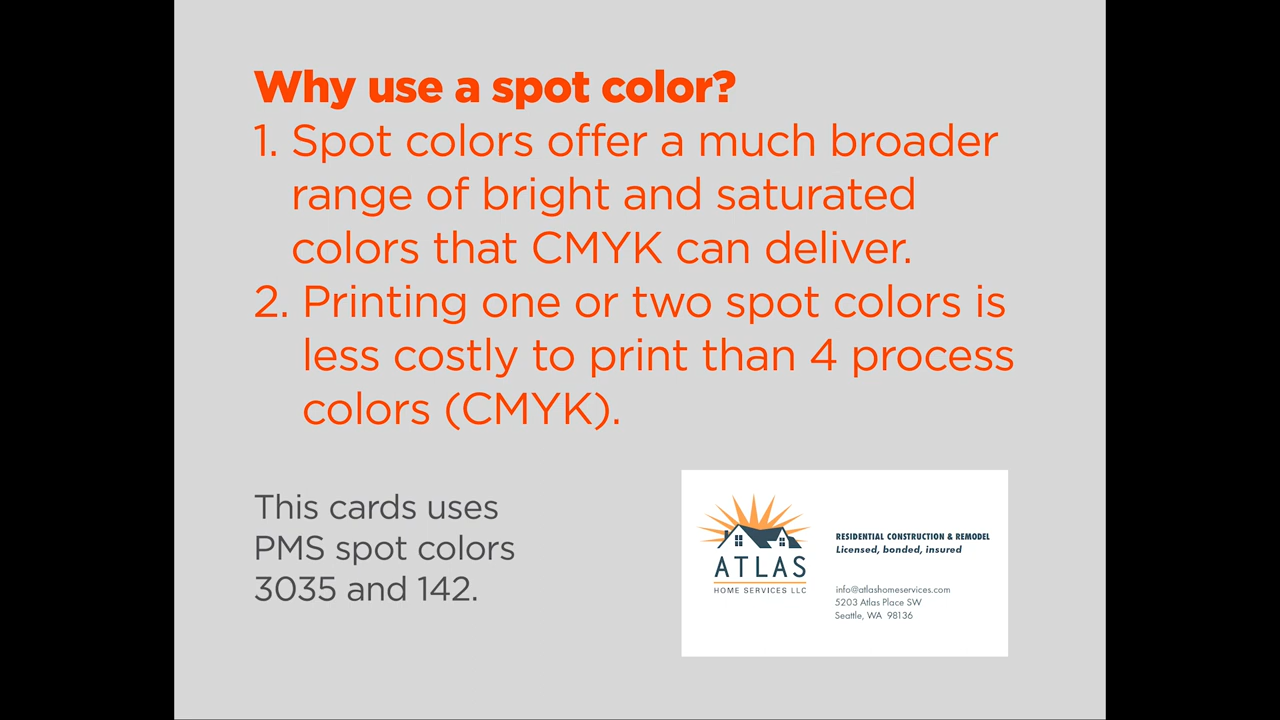 Why use a spot color?
1. Spot colors offer a much broader
range of bright and saturated
colors that CMYK can deliver.
2. Printing one or two spot colors is
less costly to print than 4 process
colors (CMYK).
This cards uses
PMS spot colors
3035 and 142.
ATLAS
HOME SERVICES LLC
RESIDENTIAL CONSTRUCTION & REMODEL
Licensed, bonded, insured
info@atlashomeservices.com
5203 Atlas Place SW
Seattle, WA 98136